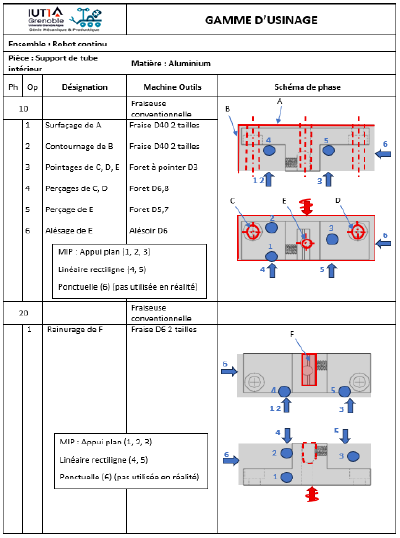 IUT1
Grenoble
Génie Mécanique & Productique
GAMME D'USINAGE
Ensemble : Robot continu
Pièce : Support de tube intérieur
Matière : Aluminium
Ph Op Désignation Machine Outils Schéma de phase
10 Fraiseuse conventionnelle
1 Surfaçage de A Fraise D40 2 tailles
2 Contournage de B Fraise D40 2 tailles
3 Pointages de C, D, E Foret à pointer D3
4 Perçages de C, D Foret D6,8
5 Perçage de E Foret D5,7
6 Alésage de E Alésoir D6
MIP : Appui plan (1, 2, 3)
Linéaire rectiligne (4, 5)
Ponctuelle (6) (pas utilisée en réalité)
A
B
4 5
6
1 2 3
C E D
2
3
1
6
4 5
20 Fraiseuse conventionnelle
1 Rainurage de F Fraise D6 2 tailles
MIP : Appui plan (1, 2, 3)
Linéaire rectiligne (4, 5)
Ponctuelle (6) (pas utilisée en réalité)
F
6
4 5
1 2 3
4 5
6 2 3
1